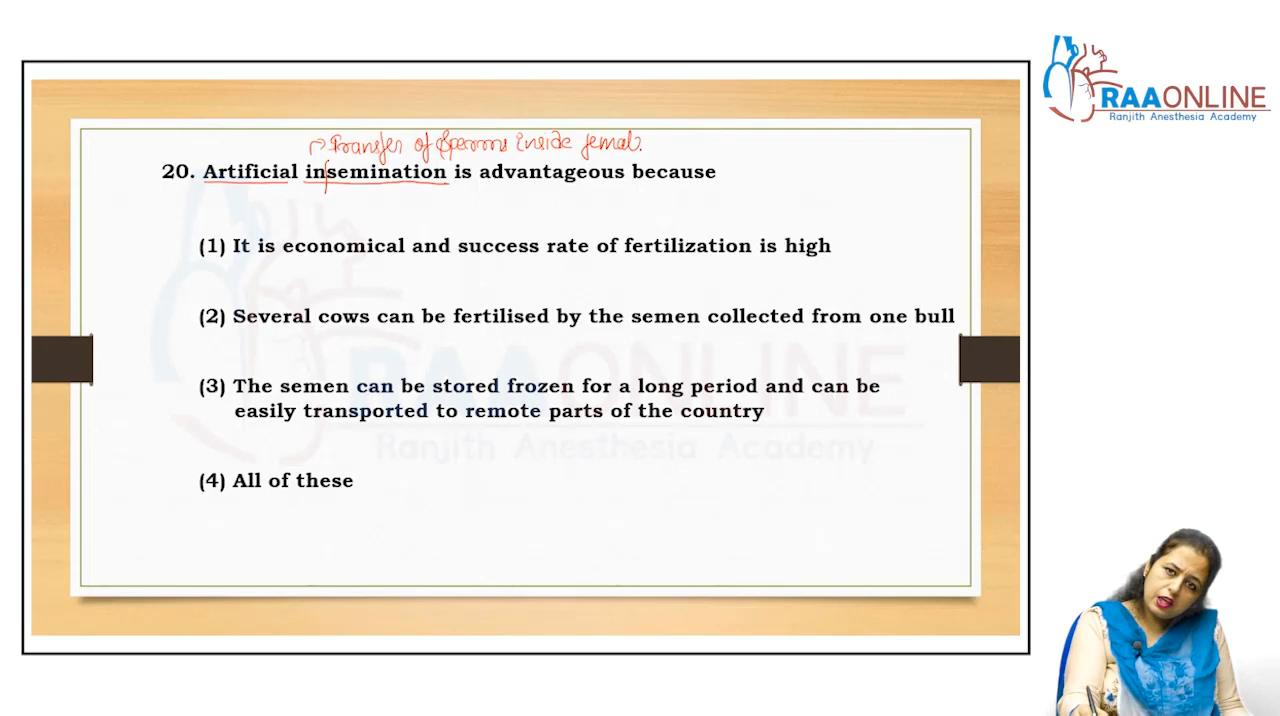 RAAONLINE
Ranjith Anesthesia Academy
Transfer of Sperms inside female.
20. Artificial insemination is advantageous because
(1) It is economical and success rate of fertilization is high
(2) Several cows can be fertilised by the semen collected from one bull
(3) The semen can be stored frozen for a long period and can be
easily transported to remote parts of the country
(4) All of these
RAAONLINE
Ranjith Anesthesia Academy